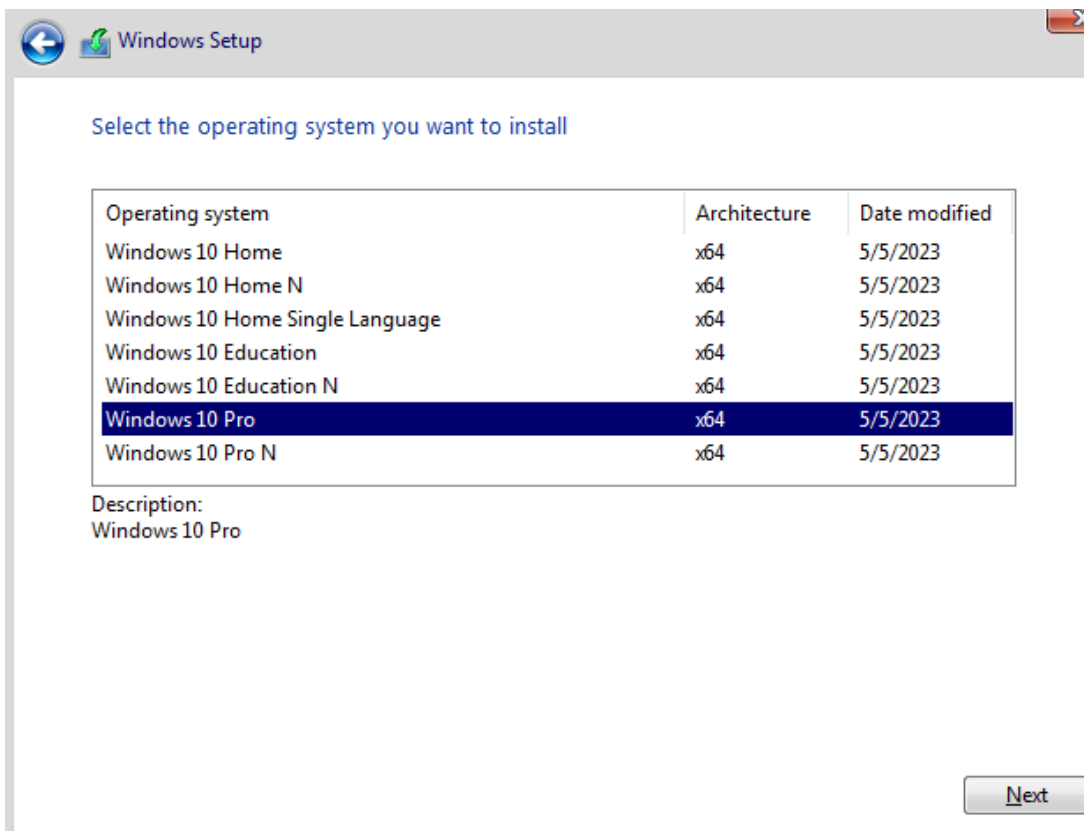 Windows Setup
Select the operating system you want to install
Operating system Architecture Date modified
Windows 10 Home x64 5/5/2023
Windows 10 Home N x64 5/5/2023
Windows 10 Home Single Language x64 5/5/2023
Windows 10 Education x64 5/5/2023
Windows 10 Education N x64 5/5/2023
Windows 10 Pro x64 5/5/2023
Windows 10 Pro N x64 5/5/2023
Description:
Windows 10 Pro
Next